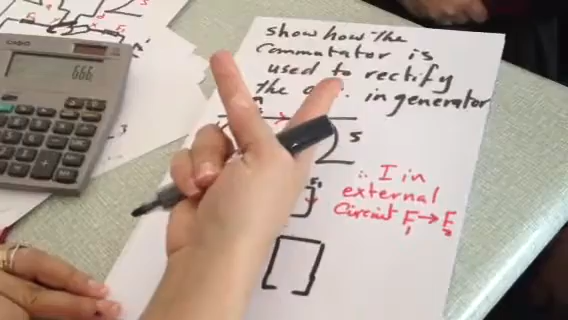 CASIO
666
show how the
Commutator is
used to rectify
the in generator
S
∴ I in
external
Circuit F1→F2